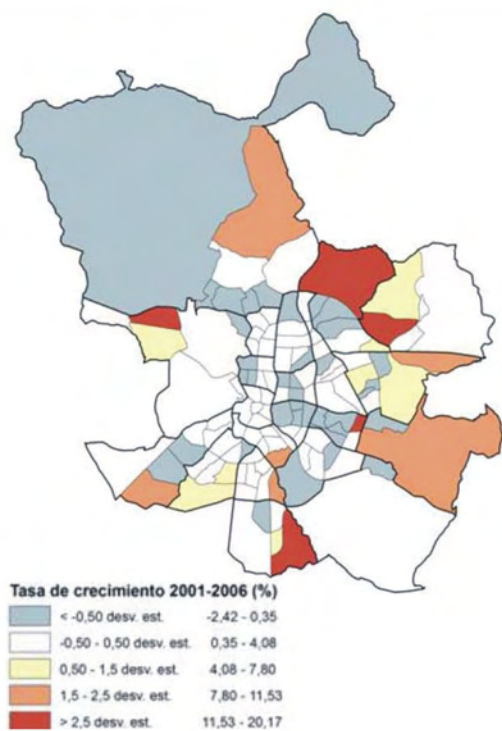 Tasa de crecimiento 2001-2006 (%)
< -0,50 desv. est. -2,42 - 0,35
-0,50 - 0,50 desv. est. 0,35 - 4,08
0,50 - 1,5 desv. est. 4,08 - 7,80
1,5 - 2,5 desv. est. 7,80 - 11,53
> 2,5 desv. est. 11,53 - 20,17